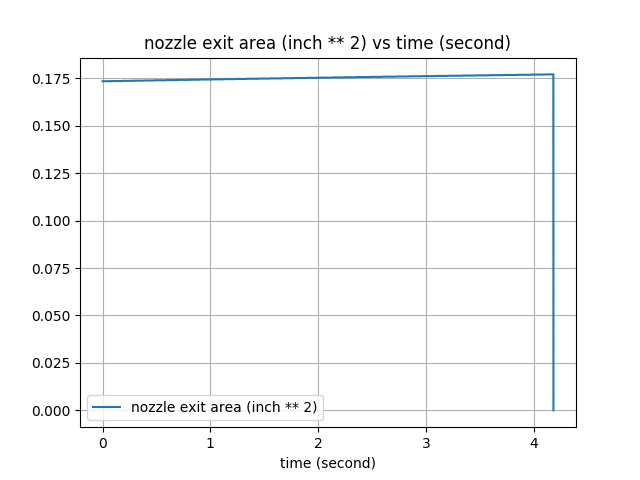 nozzle exit area (inch ** 2) vs time (second)
0.175
0.150
0.125
0.100
0.075
0.050
0.025
0.000
nozzle exit area (inch ** 2)
0 1 2 3 4
time (second)